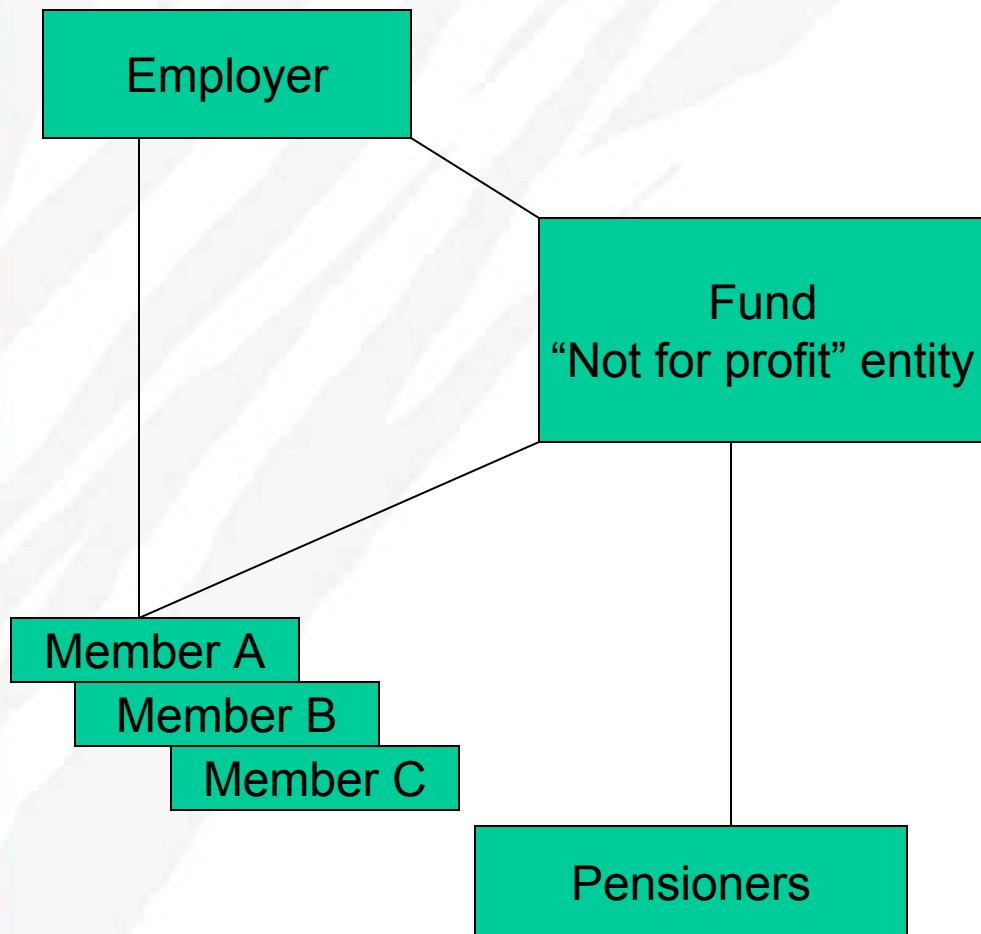 Employer
Fund
“Not for profit” entity
Member A
Member B
Member C
Pensioners